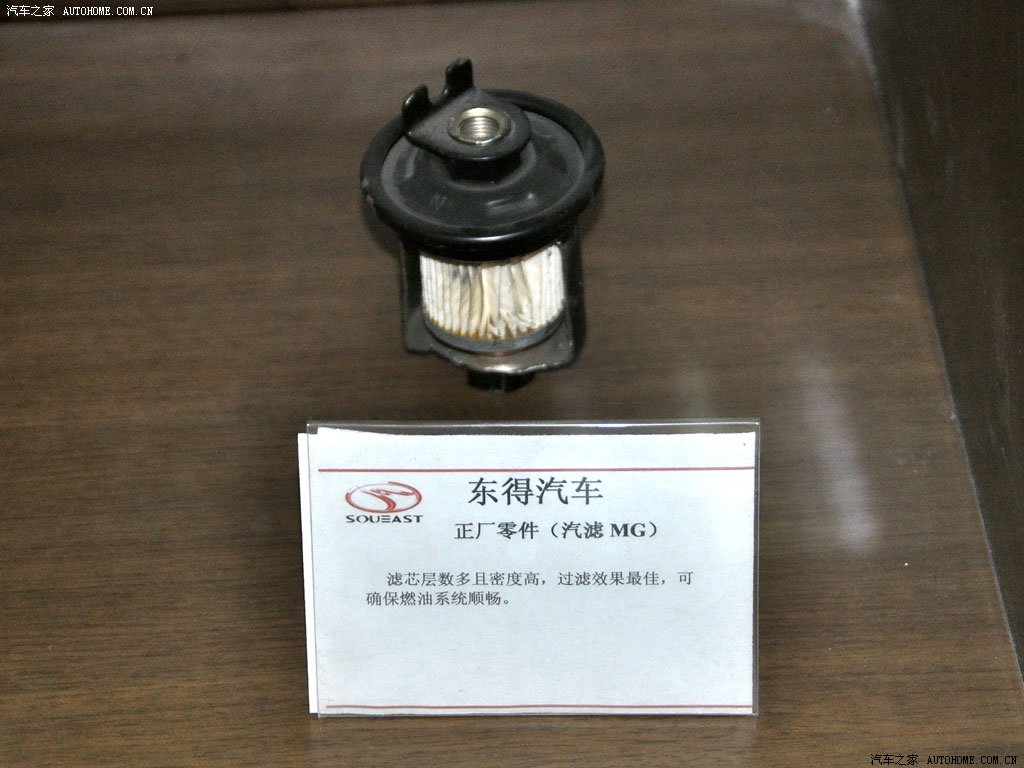 汽车之家 AUTOHOME.COM.CN
东得汽车
SOUEAST
正厂零件（汽滤 MG）
滤芯层数多且密度高，过滤效果最佳，可
确保燃油系统顺畅。
汽车之家 AUTOHOME.COM.CN